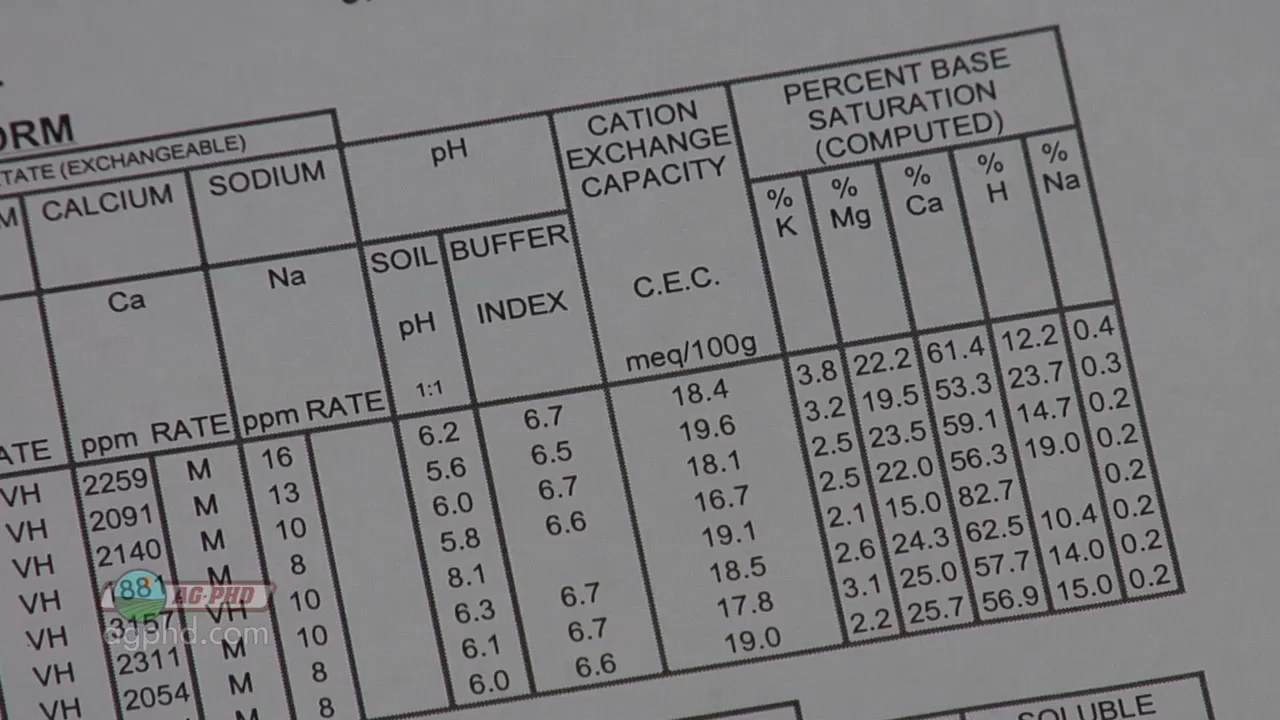 ORM
TATE (EXCHANGEABLE)
CALCIUM SODIUM pH CATION EXCHANGE CAPACITY PERCENT BASE SATURATION (COMPUTED)
Ca Na SOIL pH 1:1 BUFFER INDEX C.E.C. meq/100g % K % Mg % Ca % H % Na
ATE ppm RATE ppm RATE
VH 2259 M 16 6.2 6.7 18.4 3.8 22.2 61.4 12.2 0.4
VH 2091 M 13 5.6 6.5 19.6 3.2 19.5 53.3 23.7 0.3
VH 2140 M 10 6.0 6.7 18.1 2.5 23.5 59.1 14.7 0.2
VH 1881 M 8 5.8 6.6 16.7 2.5 22.0 56.3 19.0 0.2
VH 3157 VH 10 8.1 19.1 2.1 15.0 82.7 0.2
VH 2311 M 10 6.3 6.7 18.5 2.6 24.3 62.5 10.4 0.2
VH 2054 M 8 6.1 6.7 17.8 3.1 25.0 57.7 14.0 0.2
M 8 6.0 6.6 19.0 2.2 25.7 56.9 15.0 0.2
SOLUBLE
AG PHD
agphd.com